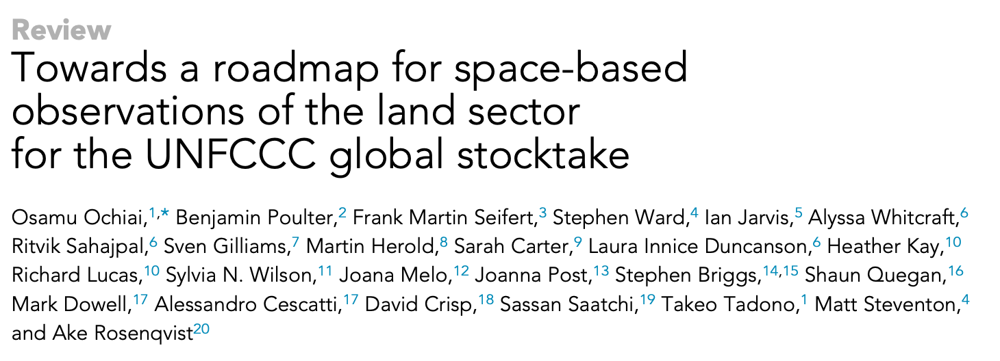 Review
Towards a roadmap for space-based
observations of the land sector
for the UNFCCC global stocktake
Osamu Ochiai,1,* Benjamin Poulter,2 Frank Martin Seifert,3 Stephen Ward,4 Ian Jarvis,5 Alyssa Whitcraft,6
Ritvik Sahajpal,6 Sven Gilliams,7 Martin Herold,8 Sarah Carter,9 Laura Innice Duncanson,6 Heather Kay,10
Richard Lucas,10 Sylvia N. Wilson,11 Joana Melo,12 Joanna Post,13 Stephen Briggs,14,15 Shaun Quegan,16
Mark Dowell,17 Alessandro Cescatti,17 David Crisp,18 Sassan Saatchi,19 Takeo Tadono,1 Matt Steventon,4
and Ake Rosenqvist20